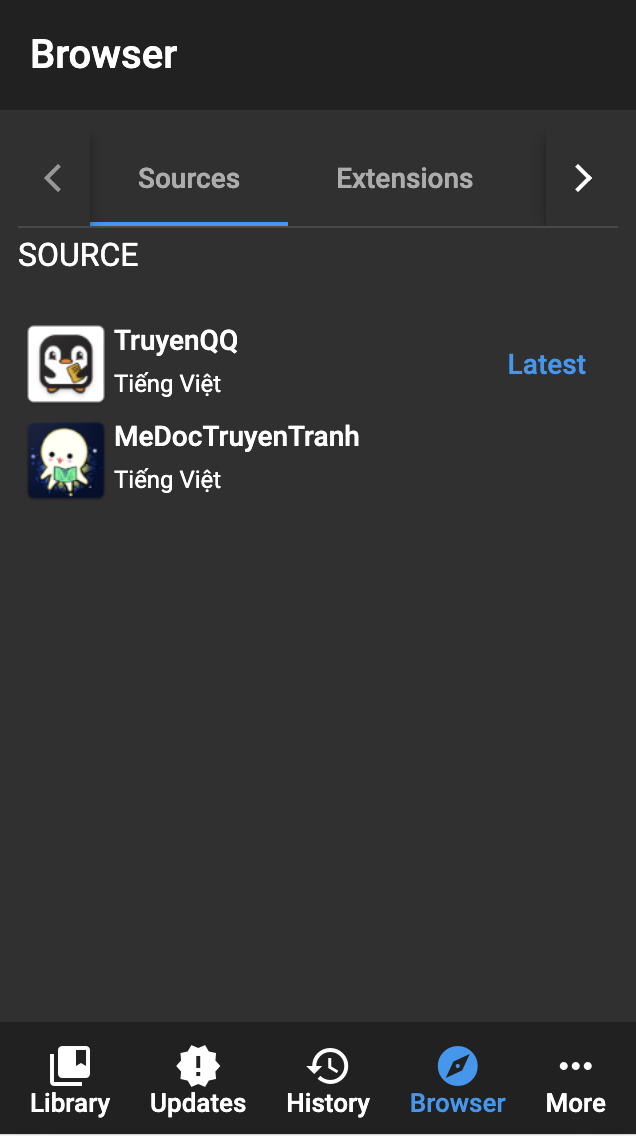 Browser
Sources
Extensions
SOURCE
TruyenQQ
Tiếng Việt
Latest
MeDocTruyenTranh
Tiếng Việt
Library
Updates
History
Browser
More